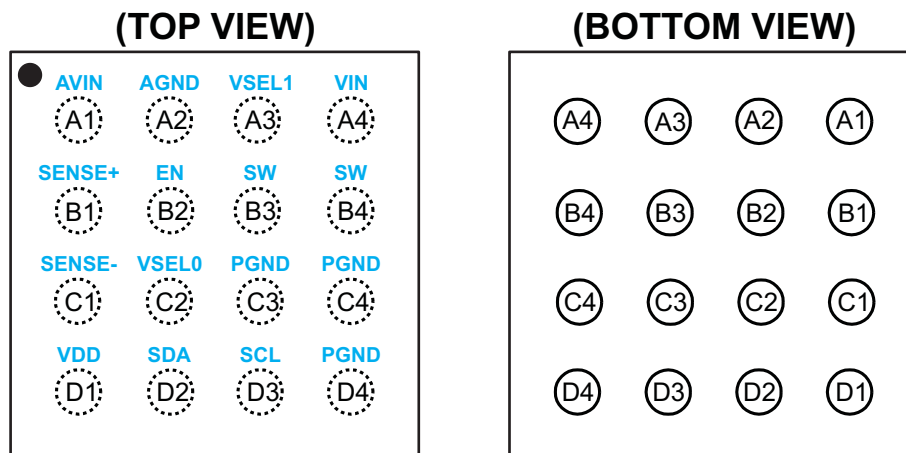 (TOP VIEW) (BOTTOM VIEW)
AVIN AGND VSEL1 VIN
A1 A2 A3 A4 A4 A3 A2 A1
SENSE+ EN SW SW
B1 B2 B3 B4 B4 B3 B2 B1
SENSE- VSEL0 PGND PGND
C1 C2 C3 C4 C4 C3 C2 C1
VDD SDA SCL PGND
D1 D2 D3 D4 D4 D3 D2 D1